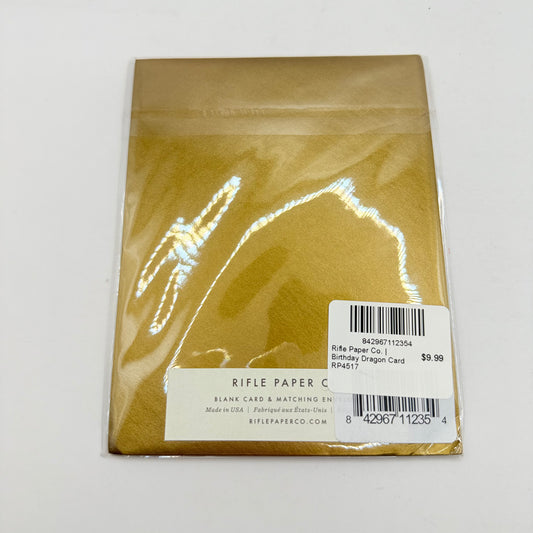 842967112354
Rifle Paper Co. |
Birthday Dragon Card
$9.99
RP4517
RIFLE PAPER C
BLANK CARD & MATCHING EN
Made in USA | Fabriqué aux États-Unis |
RIFLEPAPERCO.COM
8 42967 11235 4